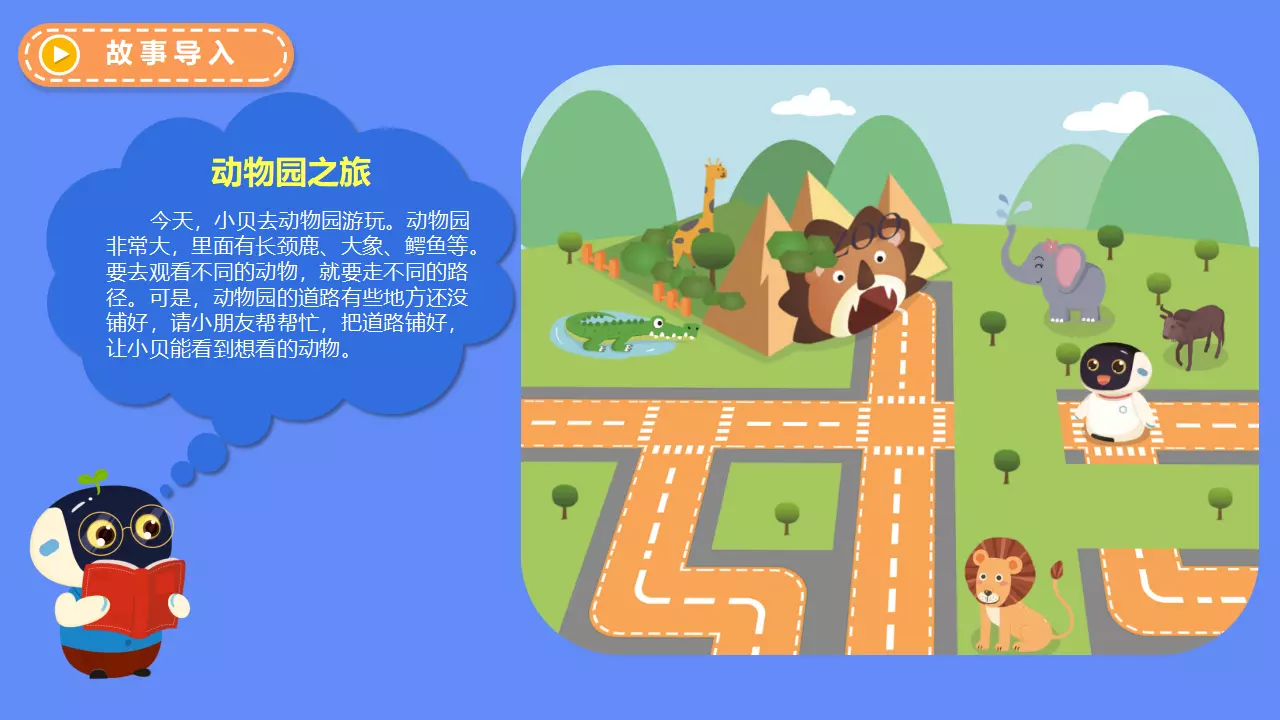 故事导入
动物园之旅
今天，小贝去动物园游玩。动物园
非常大，里面有长颈鹿、大象、鳄鱼等。
要去观看不同的动物，就要走不同的路
径。可是，动物园的道路有些地方还没
铺好，请小朋友帮帮忙，把道路铺好，
让小贝能看到想看的动物。
ZOO